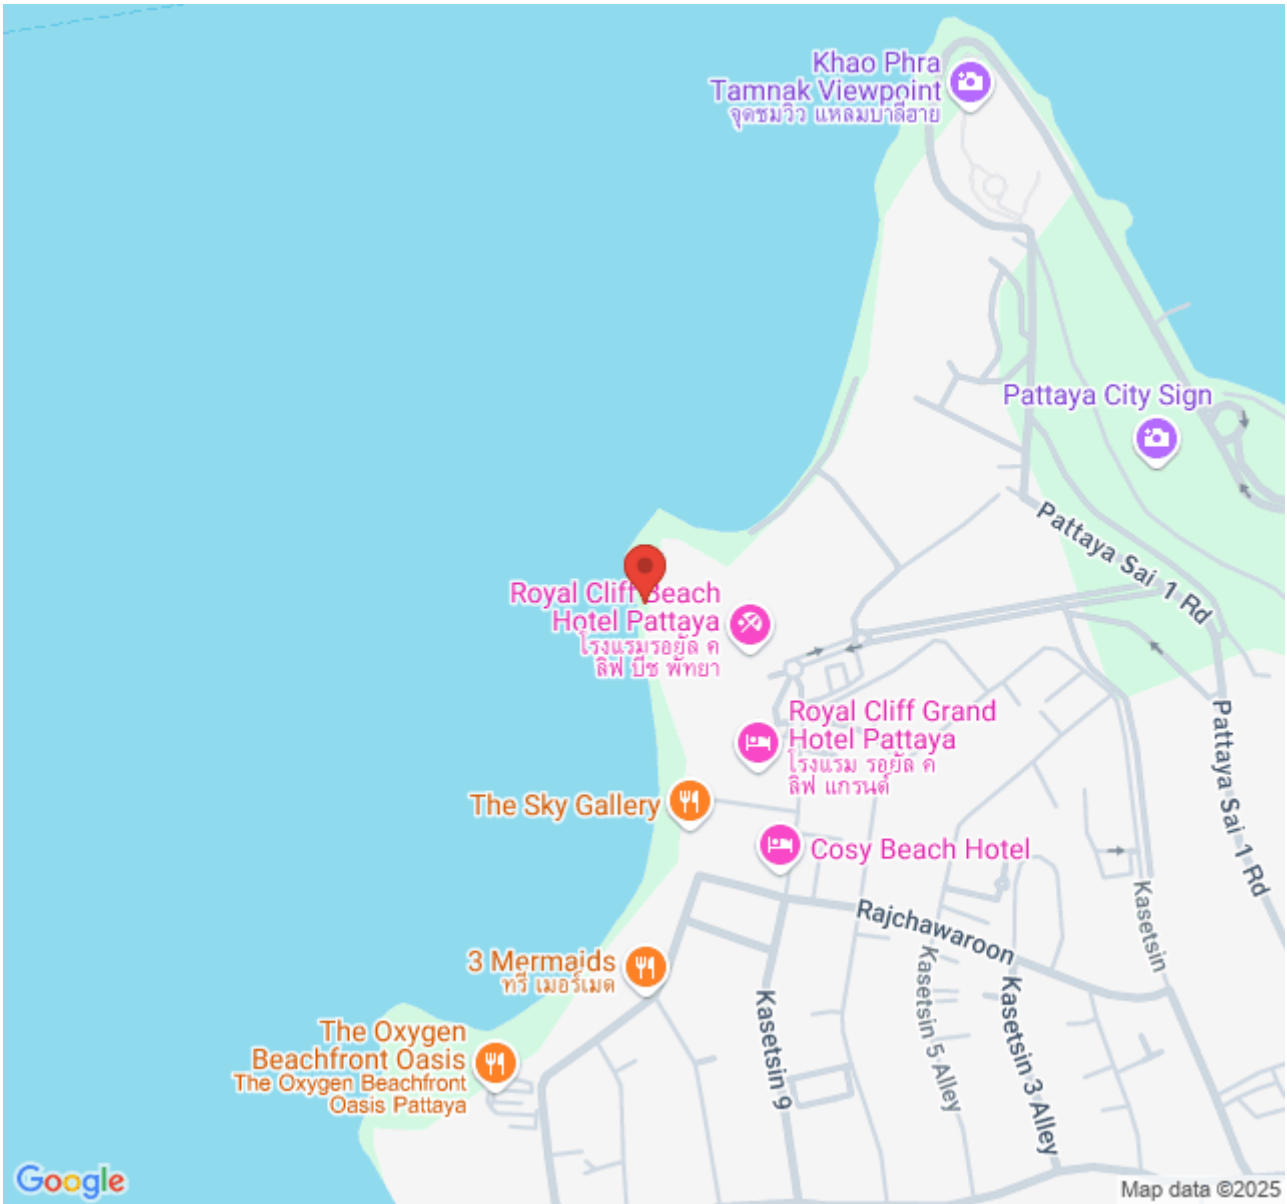 Khao Phra
Tamnak Viewpoint
จุดชมวิว แหลมบาลีฮาย
Pattaya City Sign
Pattaya Sai 1 Rd
Royal Cliff Beach
Hotel Pattaya
โรงแรมรอยัล ค
ลิฟ บีช พัทยา
Royal Cliff Grand
Hotel Pattaya
โรงแรม รอยัล ค
ลิฟ แกรนด์
Pattaya Sai 1 Rd
The Sky Gallery
Cosy Beach Hotel
Rajchawaroon
Kasetsin
3 Mermaids
ทรี เมอร์เมด
Kasetsin 9
Kasetsin 5 Alley
Kasetsin 3 Alley
The Oxygen
Beachfront Oasis
The Oxygen Beachfront
Oasis Pattaya
Google
Map data ©2025